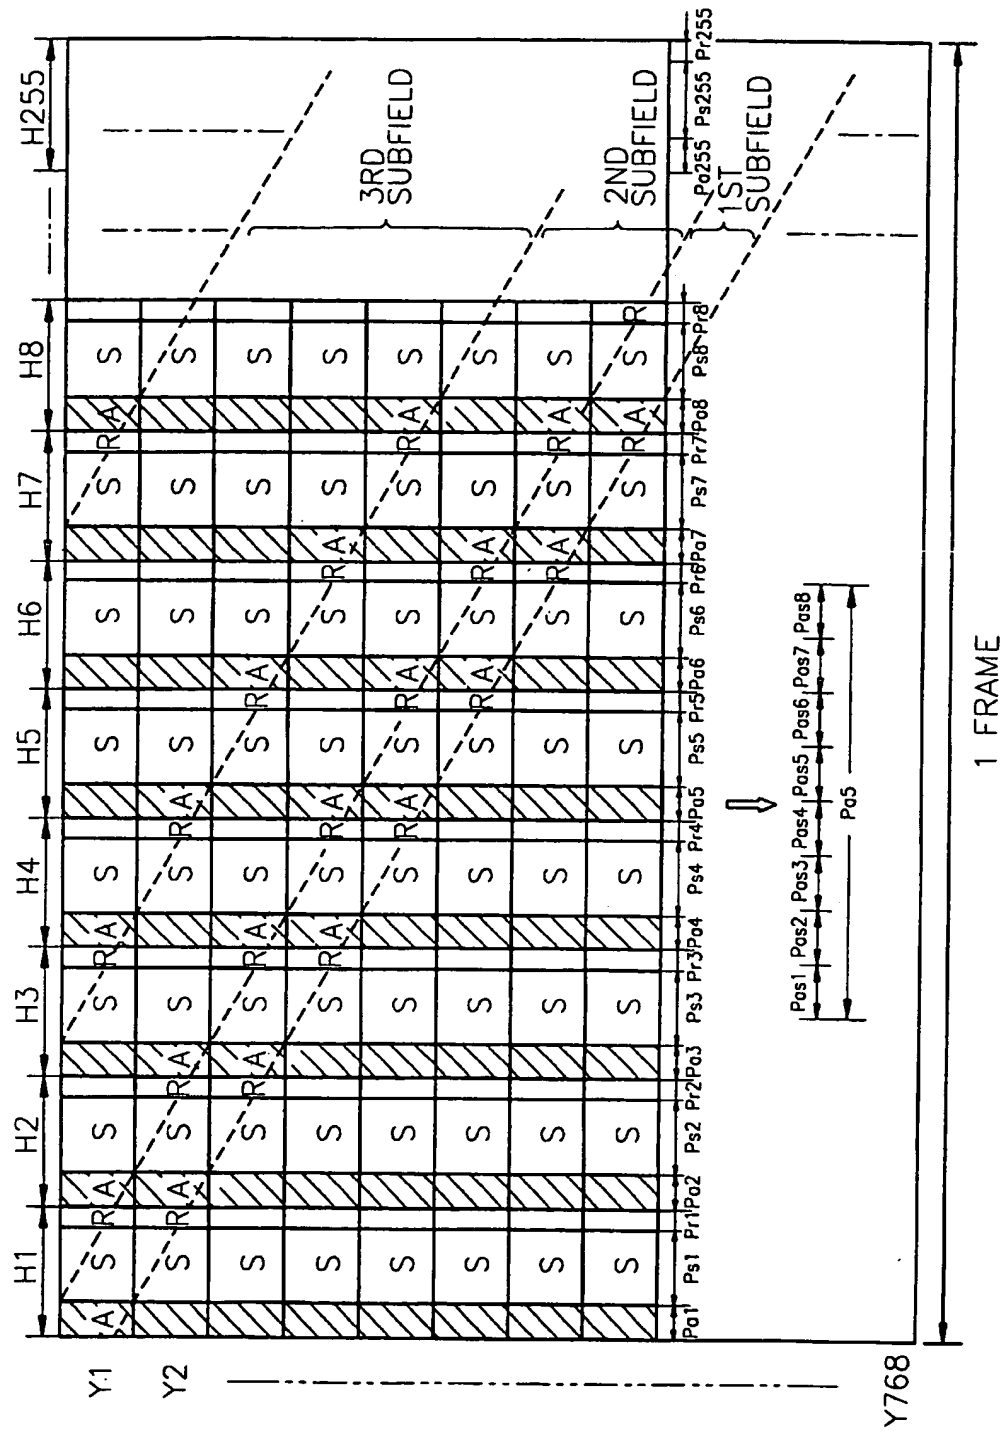 H1 H2 H3 H4 H5 H6 H7 H8 H255
Y1 A S R A S S R A S S S S R A S
Y2 S R A S R A S S R A S S S S
S S R A S R A S S R A S S S
S S S R A S R A S S R A S S
S S S S R A S R A S S R A S
S S S S S R A S R A S S
S S S S S S R A S R A S
S S S S S S S R A S R
3RD SUBFIELD
2ND SUBFIELD
1ST SUBFIELD
Pa1 Ps1 Pr1 Pa2 Ps2 Pr2 Pa3 Ps3 Pr3 Pa4 Ps4 Pr4 Pa5 Ps5 Pr5 Pa6 Ps6 Pr6 Pa7 Ps7 Pr7 Pa8 Ps8 Pr8 Pa255 Ps255 Pr255
Pas1 Pas2 Pas3 Pas4 Pas5 Pas6 Pas7 Pas8
Pa5
Y768
1 FRAME